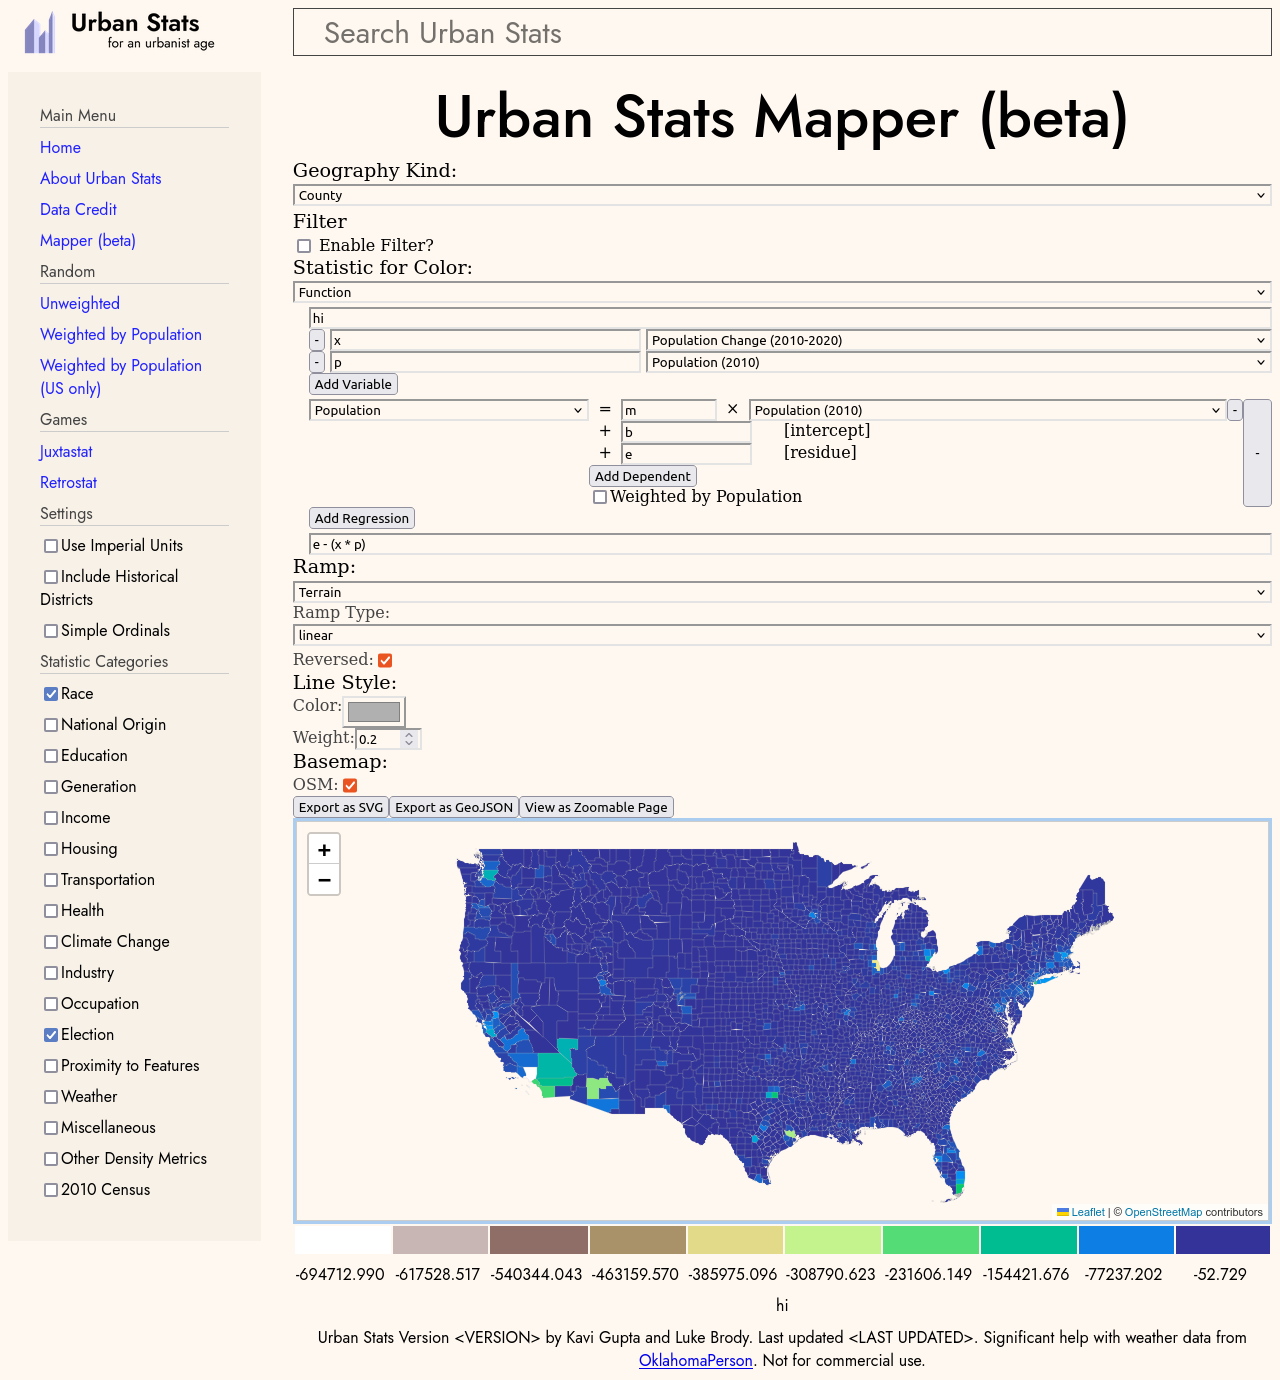 Urban Stats
for an urbanist age
Search Urban Stats
Main Menu
Home
About Urban Stats
Data Credit
Mapper (beta)
Random
Unweighted
Weighted by Population
Weighted by Population
(US only)
Games
Juxtastat
Retrostat
Settings
Use Imperial Units
Include Historical
Districts
Simple Ordinals
Statistic Categories
Race
National Origin
Education
Generation
Income
Housing
Transportation
Health
Climate Change
Industry
Occupation
Election
Proximity to Features
Weather
Miscellaneous
Other Density Metrics
2010 Census
Urban Stats Mapper (beta)
Geography Kind:
County
Filter
Enable Filter?
Statistic for Color:
Function
hi
- x Population Change (2010-2020)
- p Population (2010)
Add Variable
Population = m × Population (2010) - -
+ b [intercept]
+ e [residue]
Add Dependent
Weighted by Population
Add Regression
e - (x * p)
Ramp:
Terrain
Ramp Type:
linear
Reversed:
Line Style:
Color:
Weight: 0.2
Basemap:
OSM:
Export as SVG Export as GeoJSON View as Zoomable Page
+
−
Leaflet | © OpenStreetMap contributors
-694712.990 -617528.517 -540344.043 -463159.570 -385975.096 -308790.623 -231606.149 -154421.676 -77237.202 -52.729
hi
Urban Stats Version <VERSION> by Kavi Gupta and Luke Brody. Last updated <LAST UPDATED>. Significant help with weather data from
OklahomaPerson. Not for commercial use.